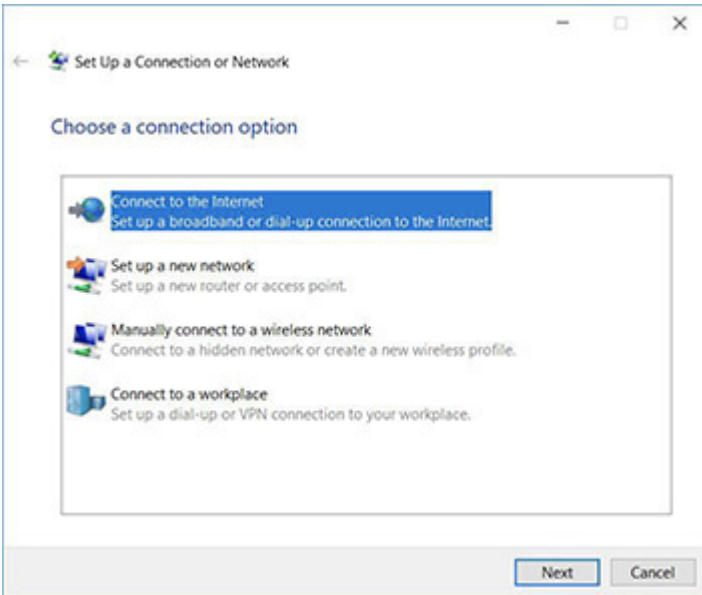 Set Up a Connection or Network
Choose a connection option
Connect to the Internet
Set up a broadband or dial-up connection to the Internet.
Set up a new network
Set up a new router or access point.
Manually connect to a wireless network
Connect to a hidden network or create a new wireless profile.
Connect to a workplace
Set up a dial-up or VPN connection to your workplace.
Next
Cancel